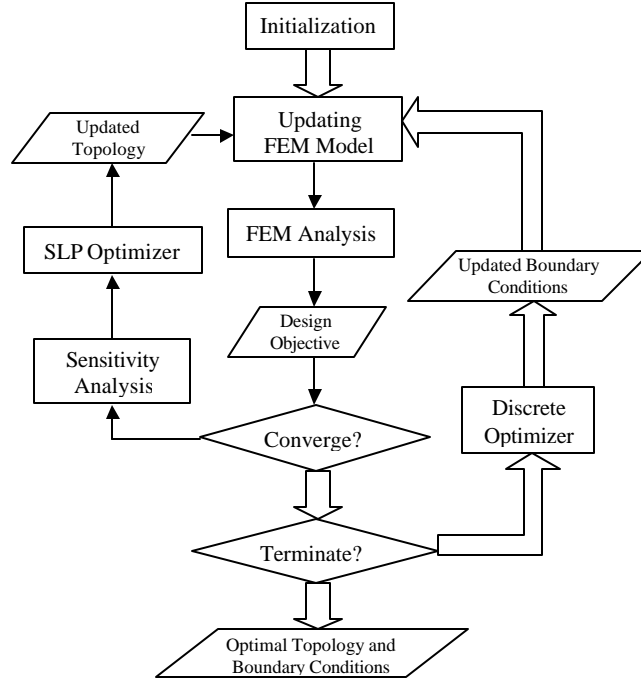 Initialization
Updated
Topology
Updating
FEM Model
SLP Optimizer
FEM Analysis
Updated Boundary
Conditions
Design
Objective
Sensitivity
Analysis
Discrete
Optimizer
Converge?
Terminate?
Optimal Topology and
Boundary Conditions